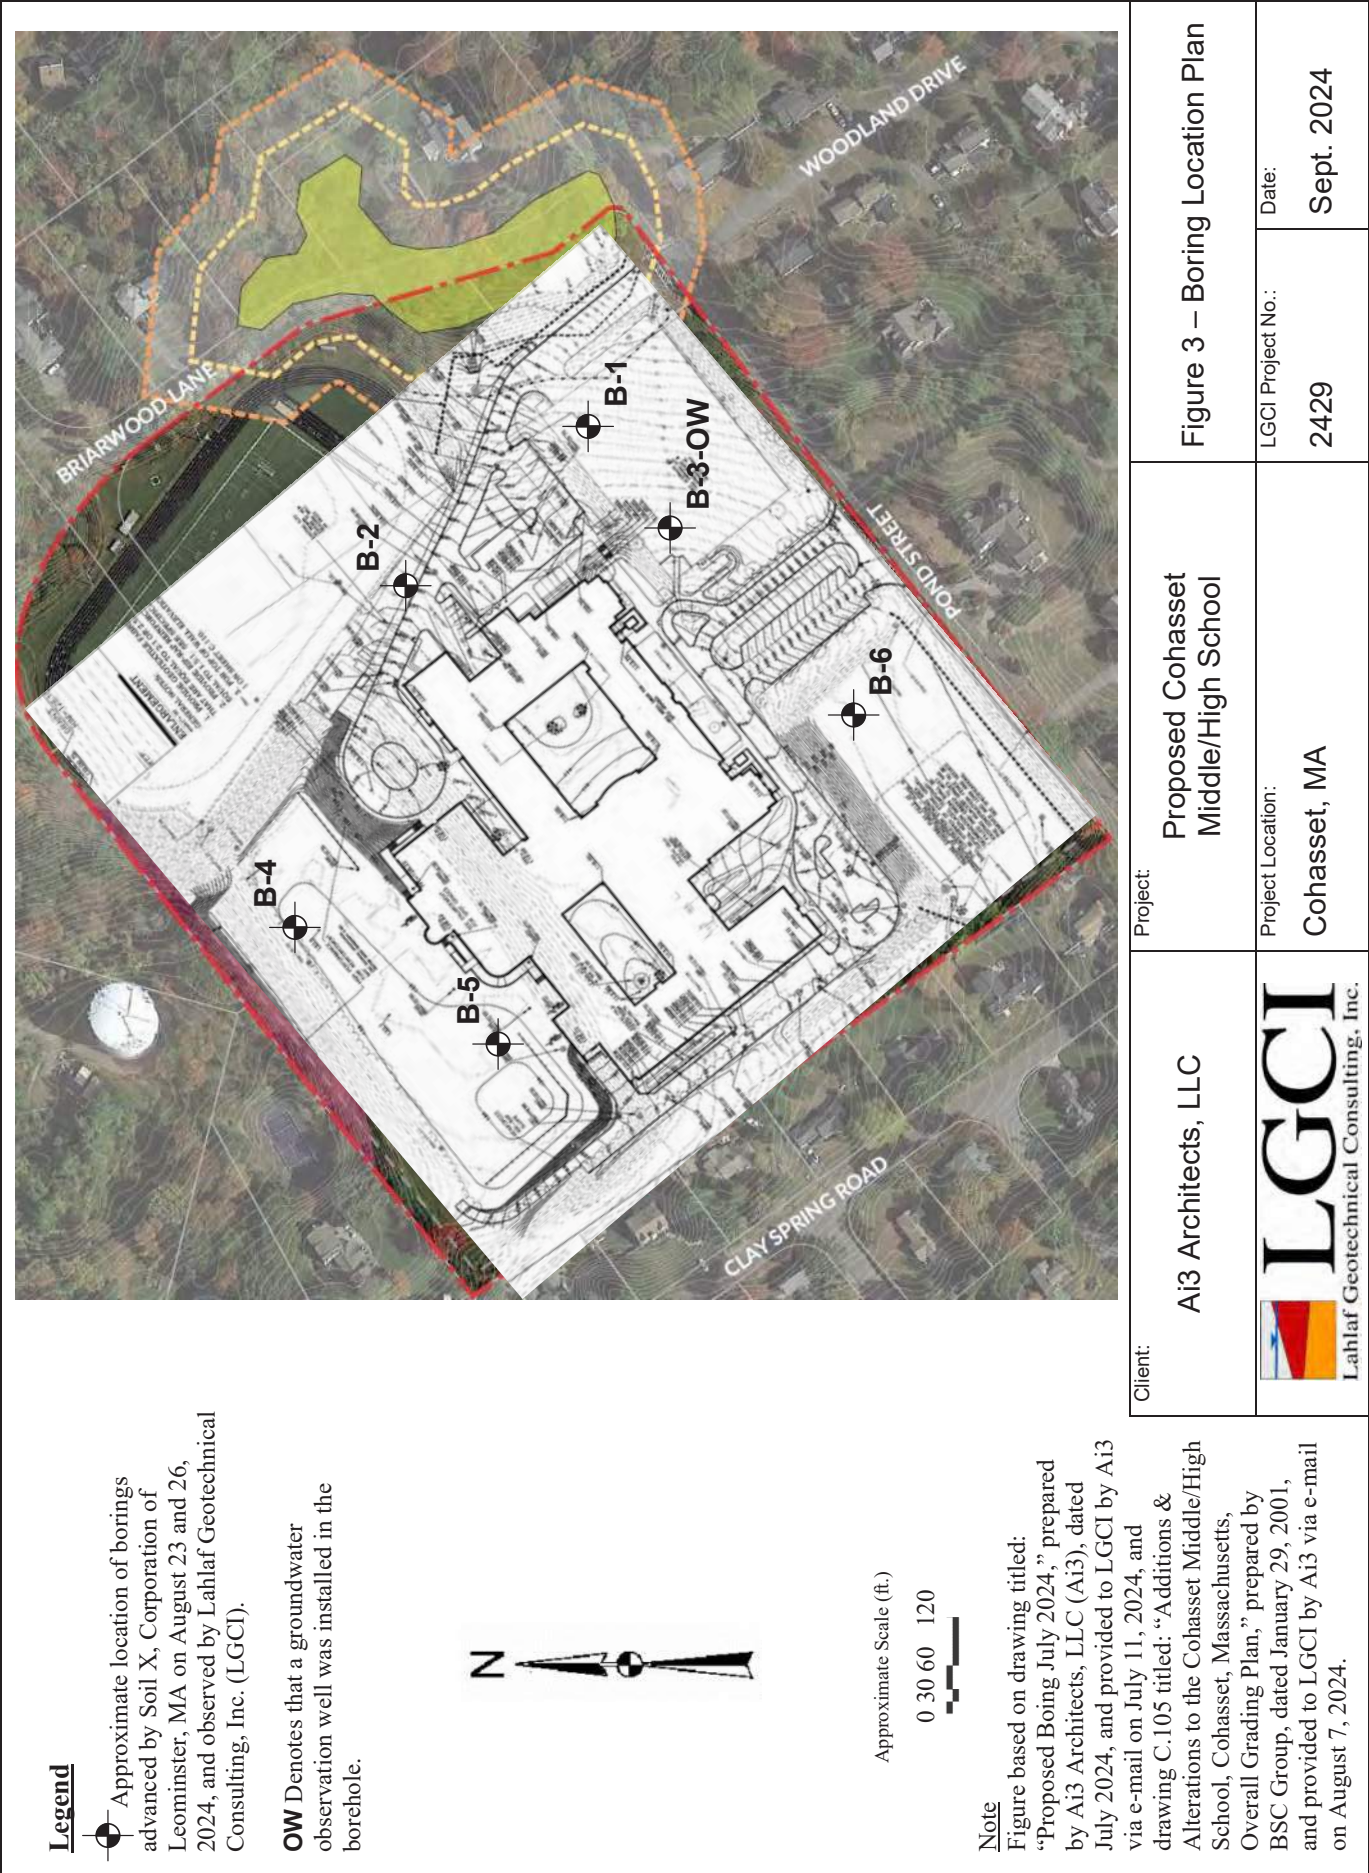 Legend
Approximate location of borings
advanced by Soil X, Corporation of
Leominster, MA on August 23 and 26,
2024, and observed by Lahlaf Geotechnical
Consulting, Inc. (LGCI).
OW Denotes that a groundwater
observation well was installed in the
borehole.
N
Approximate Scale (ft.)
0 30 60 120
Note
Figure based on drawing titled:
“Proposed Boing July 2024,” prepared
by Ai3 Architects, LLC (Ai3), dated
July 2024, and provided to LGCI by Ai3
via e-mail on July 11, 2024, and
drawing C.105 titled: “Additions &
Alterations to the Cohasset Middle/High
School, Cohasset, Massachusetts,
Overall Grading Plan,” prepared by
BSC Group, dated January 29, 2001,
and provided to LGCI by Ai3 via e-mail
on August 7, 2024.
BRIARWOOD LANE
WOODLAND DRIVE
POND STREET
CLAY SPRING ROAD
ENLARGEMENT
B-4
B-2
B-5
B-1
B-3-OW
B-6
Client:
Ai3 Architects, LLC
Project:
Proposed Cohasset
Middle/High School
Figure 3 – Boring Location Plan
LGCI
Lahlaf Geotechnical Consulting, Inc.
Project Location:
Cohasset, MA
LGCI Project No.:
2429
Date:
Sept. 2024